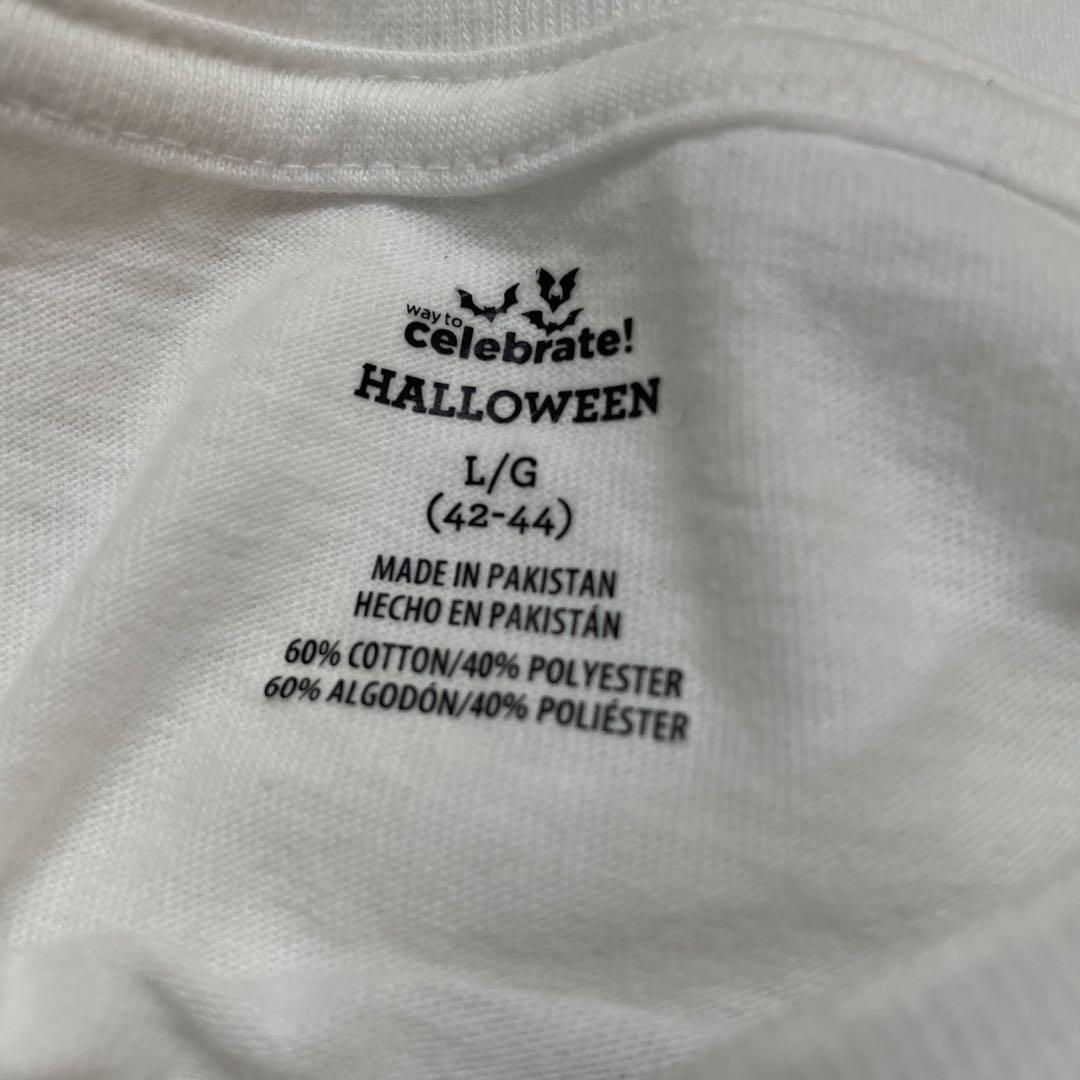 way to
celebrate!
HALLOWEEN
L/G
(42-44)
MADE IN PAKISTAN
HECHO EN PAKISTÁN
60% COTTON/40% POLYESTER
60% ALGODÓN/40% POLIÉSTER